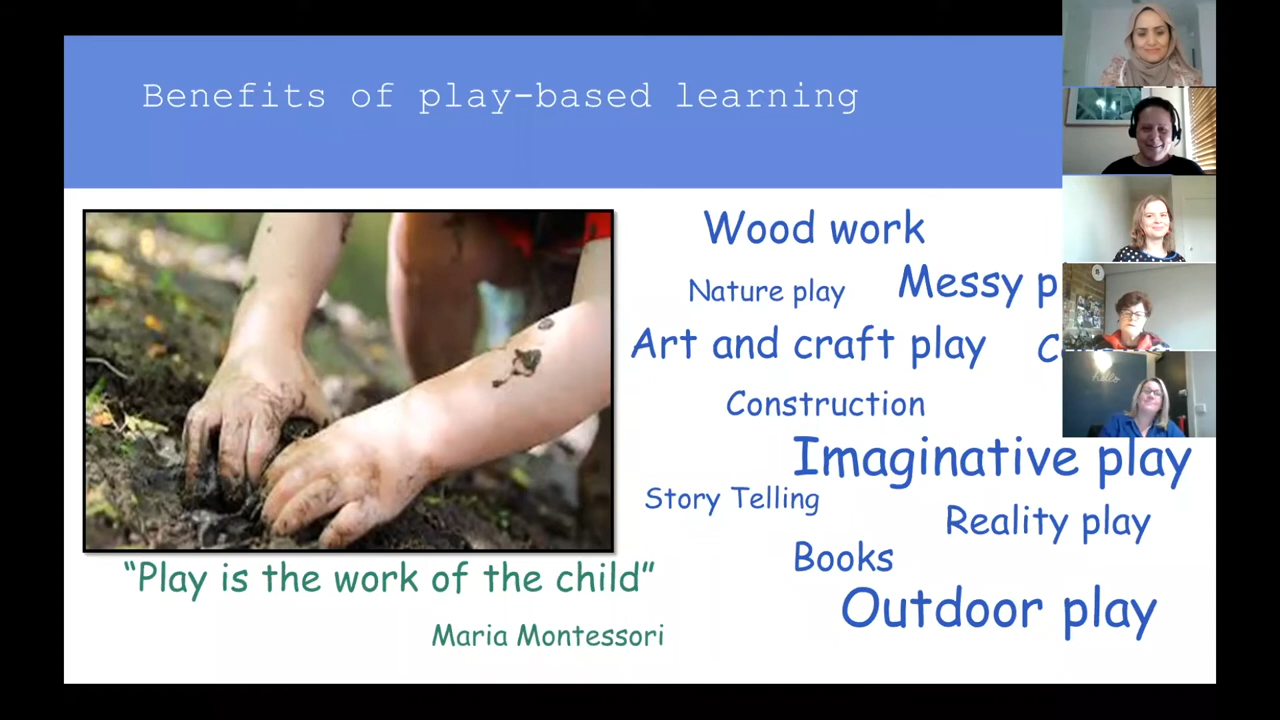 Benefits of play-based learning
Wood work
Nature play
Messy p
Art and craft play
Construction
Imaginative play
Story Telling
Reality play
Books
Outdoor play
“Play is the work of the child”
Maria Montessori
hello